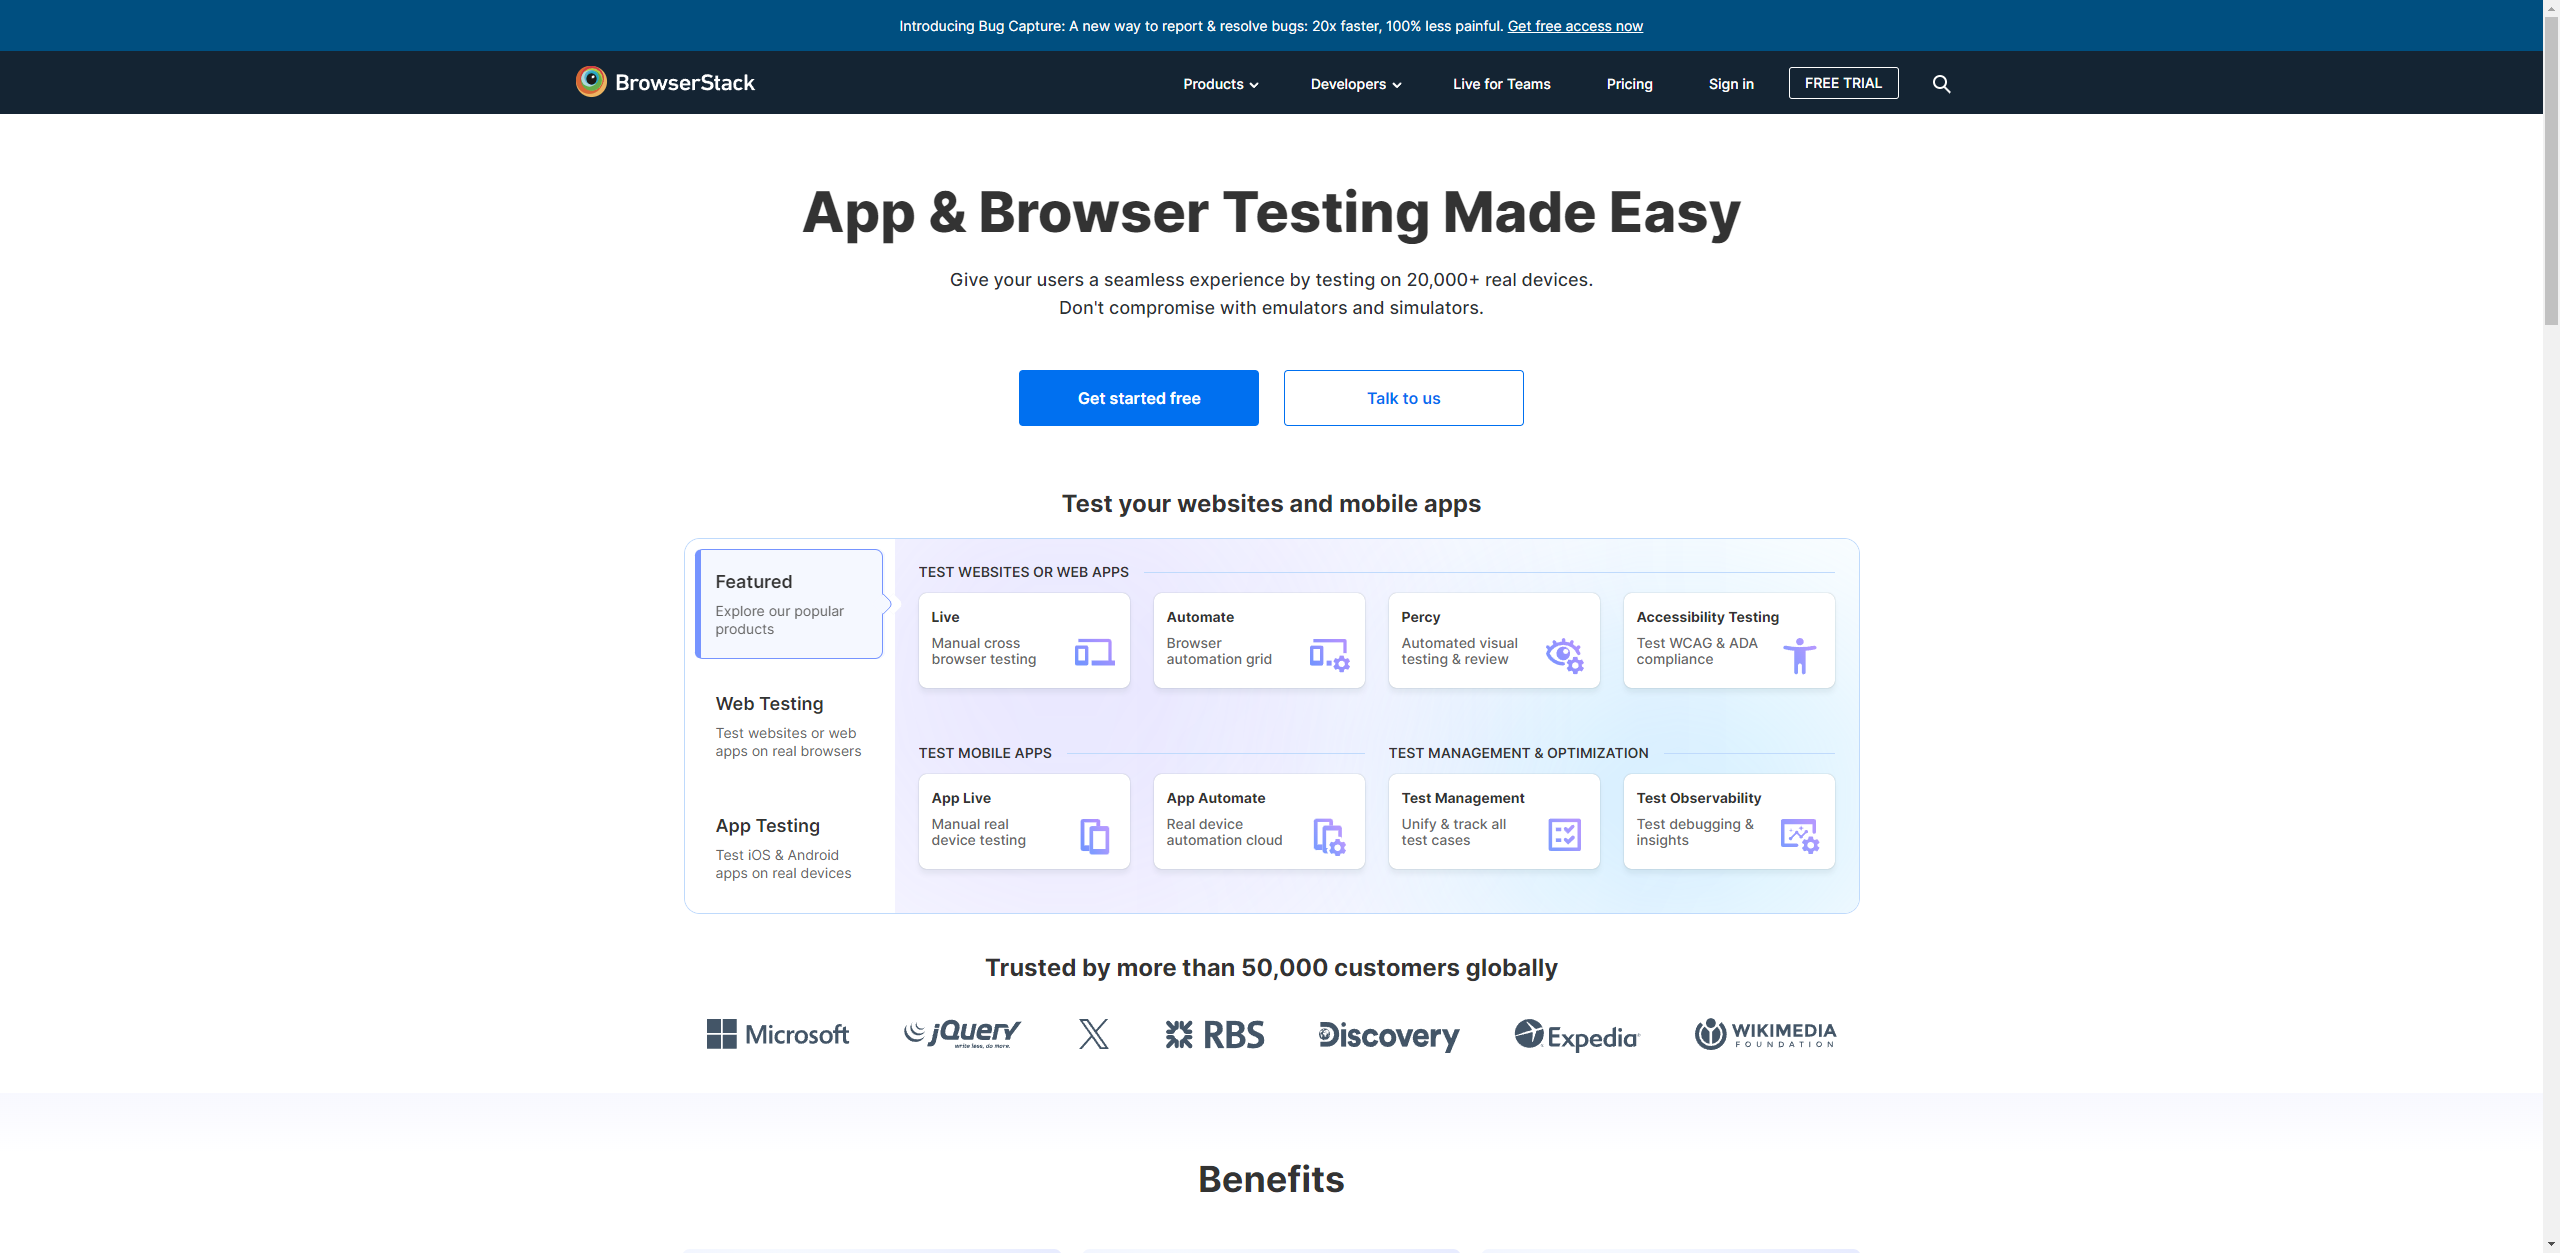 Introducing Bug Capture: A new way to report & resolve bugs: 20x faster, 100% less painful. Get free access now
BrowserStack
Products
Developers
Live for Teams
Pricing
Sign in
FREE TRIAL
App & Browser Testing Made Easy
Give your users a seamless experience by testing on 20,000+ real devices.
Don't compromise with emulators and simulators.
Get started free
Talk to us
Test your websites and mobile apps
Featured
Explore our popular
products
Web Testing
Test websites or web
apps on real browsers
App Testing
Test iOS & Android
apps on real devices
TEST WEBSITES OR WEB APPS
Live
Manual cross
browser testing
Automate
Browser
automation grid
Percy
Automated visual
testing & review
Accessibility Testing
Test WCAG & ADA
compliance
TEST MOBILE APPS
App Live
Manual real
device testing
App Automate
Real device
automation cloud
TEST MANAGEMENT & OPTIMIZATION
Test Management
Unify & track all
test cases
Test Observability
Test debugging &
insights
Trusted by more than 50,000 customers globally
Microsoft
jQuery
write less, do more.
X
RBS
Discovery
Expedia
WIKIMEDIA
FOUNDATION
Benefits